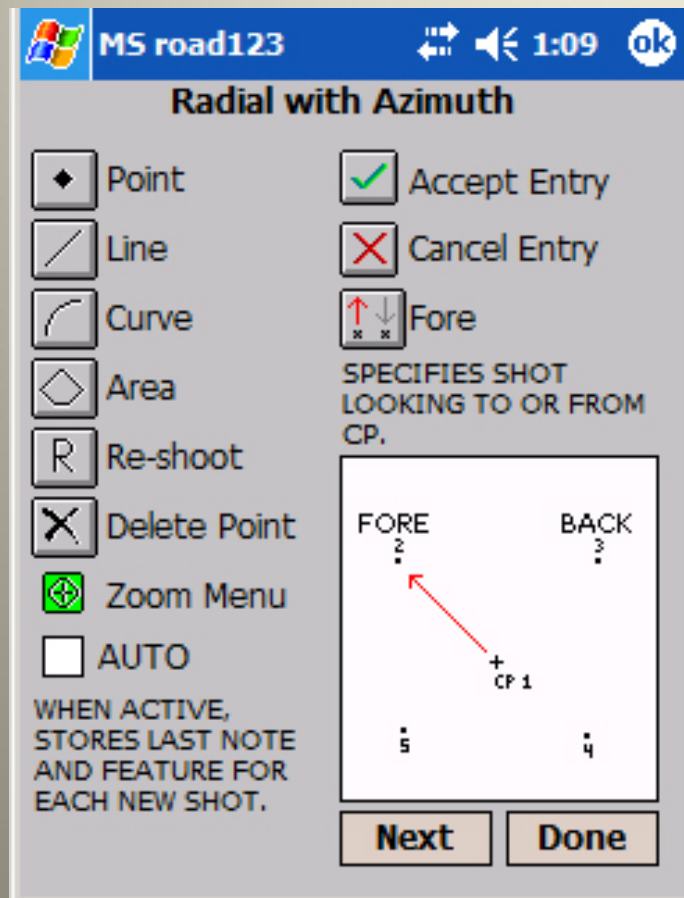 MS road123 1:09 ok
Radial with Azimuth
Point
Line
Curve
Area
R Re-shoot
Delete Point
Zoom Menu
AUTO
WHEN ACTIVE,
STORES LAST NOTE
AND FEATURE FOR
EACH NEW SHOT.
Accept Entry
Cancel Entry
Fore
SPECIFIES SHOT
LOOKING TO OR FROM
CP.
FORE BACK
2 3
CP 1
5 4
Next Done